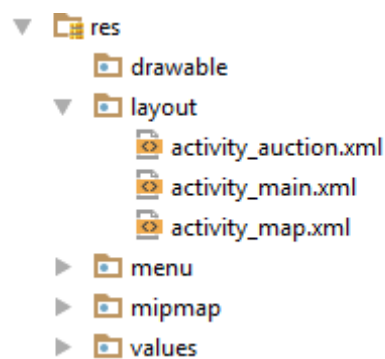 res
drawable
layout
activity_auction.xml
activity_main.xml
activity_map.xml
menu
mipmap
values